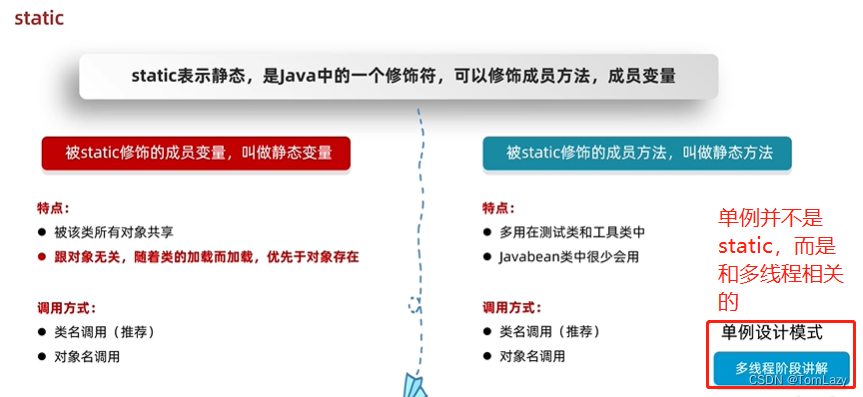 static
static表示静态，是Java中的一个修饰符，可以修饰成员方法，成员变量
被static修饰的成员变量，叫做静态变量
特点：
● 被该类所有对象共享
● 跟对象无关，随着类的加载而加载，优先于对象存在
调用方式：
● 类名调用（推荐）
● 对象名调用
被static修饰的成员方法，叫做静态方法
特点：
● 多用在测试类和工具类中
● Javabean类中很少会用
调用方式：
● 类名调用（推荐）
● 对象名调用
单例并不是
static，而是
和多线程相关
的
单例设计模式
多线程阶段讲解
CSDN @TomLazy